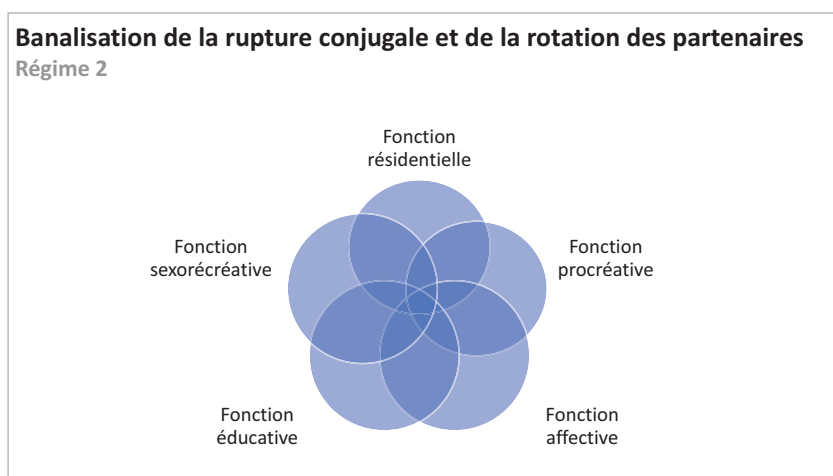 Banalisation de la rupture conjugale et de la rotation des partenaires
Régime 2
Fonction
résidentielle
Fonction
sexorécréative
Fonction
procréative
Fonction
éducative
Fonction
affective